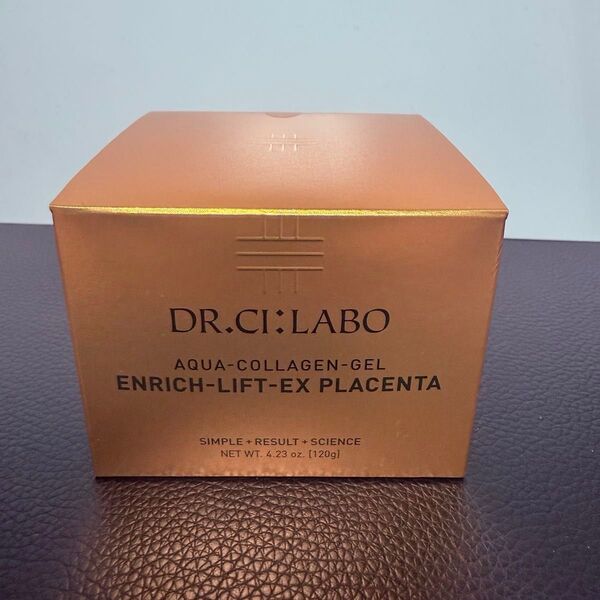 DR.CI:LABO
AQUA-COLLAGEN-GEL
ENRICH-LIFT-EX PLACENTA
SIMPLE + RESULT + SCIENCE
NET WT. 4.23 oz. [120g]